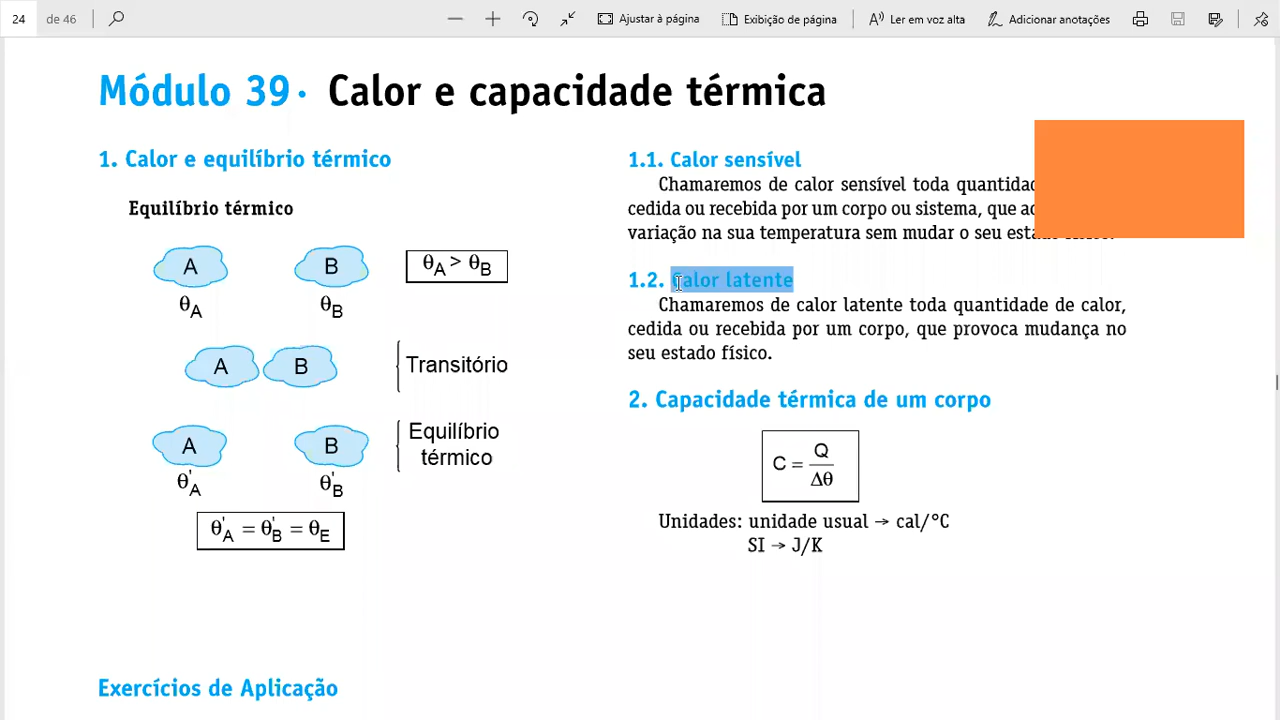 24 de 46 Ajustar à página Exibição de página Ler em voz alta Adicionar anotações
Módulo 39 · Calor e capacidade térmica
1. Calor e equilíbrio térmico
Equilíbrio térmico
A B θA > θB
θA θB
A B Transitório
A B Equilíbrio
térmico
θ'A θ'B
θ'A = θ'B = θE
1.1. Calor sensível
Chamaremos de calor sensível toda
cedida ou recebida por um corpo ou sistema, que
variação na sua temperatura sem mudar o seu
1.2. Calor latente
Chamaremos de calor latente toda quantidade de calor,
cedida ou recebida por um corpo, que provoca mudança no
seu estado físico.
2. Capacidade térmica de um corpo
C = Q
Δθ
Unidades: unidade usual → cal/°C
SI → J/K
Exercícios de Aplicação